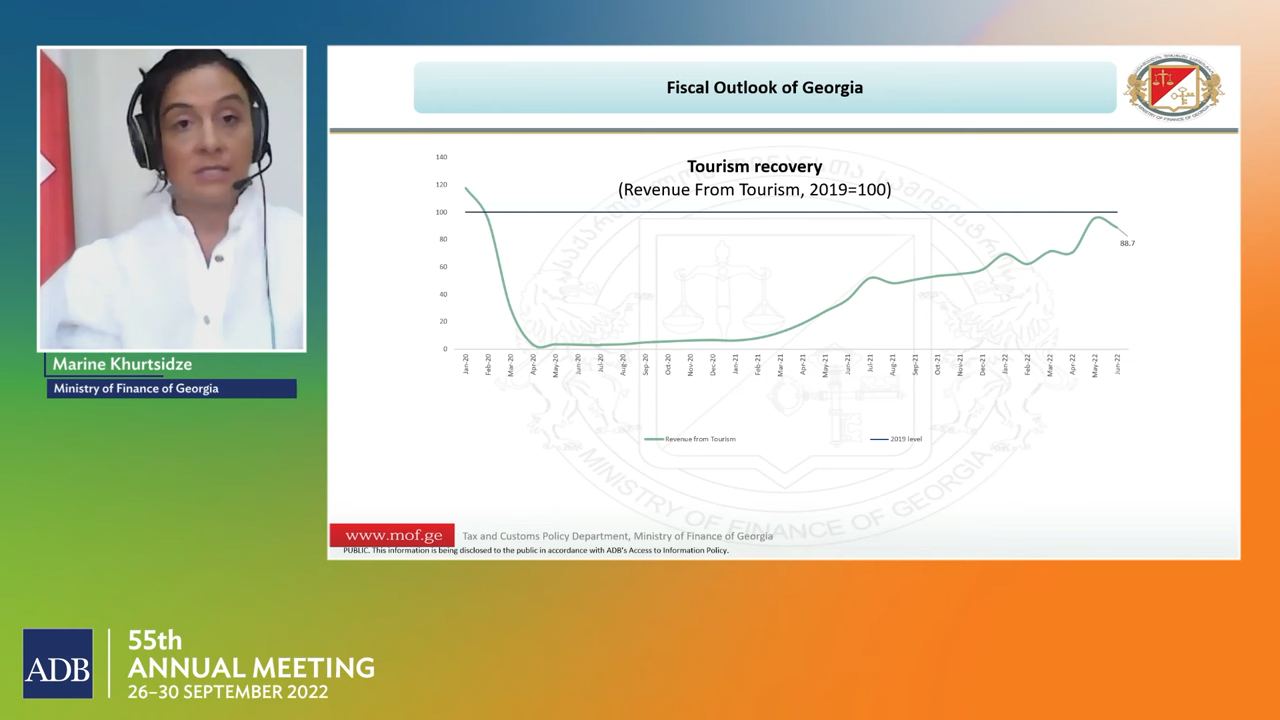 Fiscal Outlook of Georgia
Tourism recovery
(Revenue From Tourism, 2019=100)
140
120
100
80
60
40
20
0
88.7
Jan-20
Feb-20
Mar-20
Apr-20
May-20
Jun-20
Jul-20
Aug-20
Sep-20
Oct-20
Nov-20
Dec-20
Jan-21
Feb-21
Mar-21
Apr-21
May-21
Jun-21
Jul-21
Aug-21
Sep-21
Oct-21
Nov-21
Dec-21
Jan-22
Feb-22
Mar-22
Apr-22
May-22
Jun-22
Revenue from Tourism
2019 level
MINISTRY OF FINANCE OF GEORGIA
www.mof.ge
Tax and Customs Policy Department, Ministry of Finance of Georgia
PUBLIC. This information is being disclosed to the public in accordance with ADB's Access to Information Policy.
Marine Khurtsidze
Ministry of Finance of Georgia
ADB
55th
ANNUAL MEETING
26–30 SEPTEMBER 2022